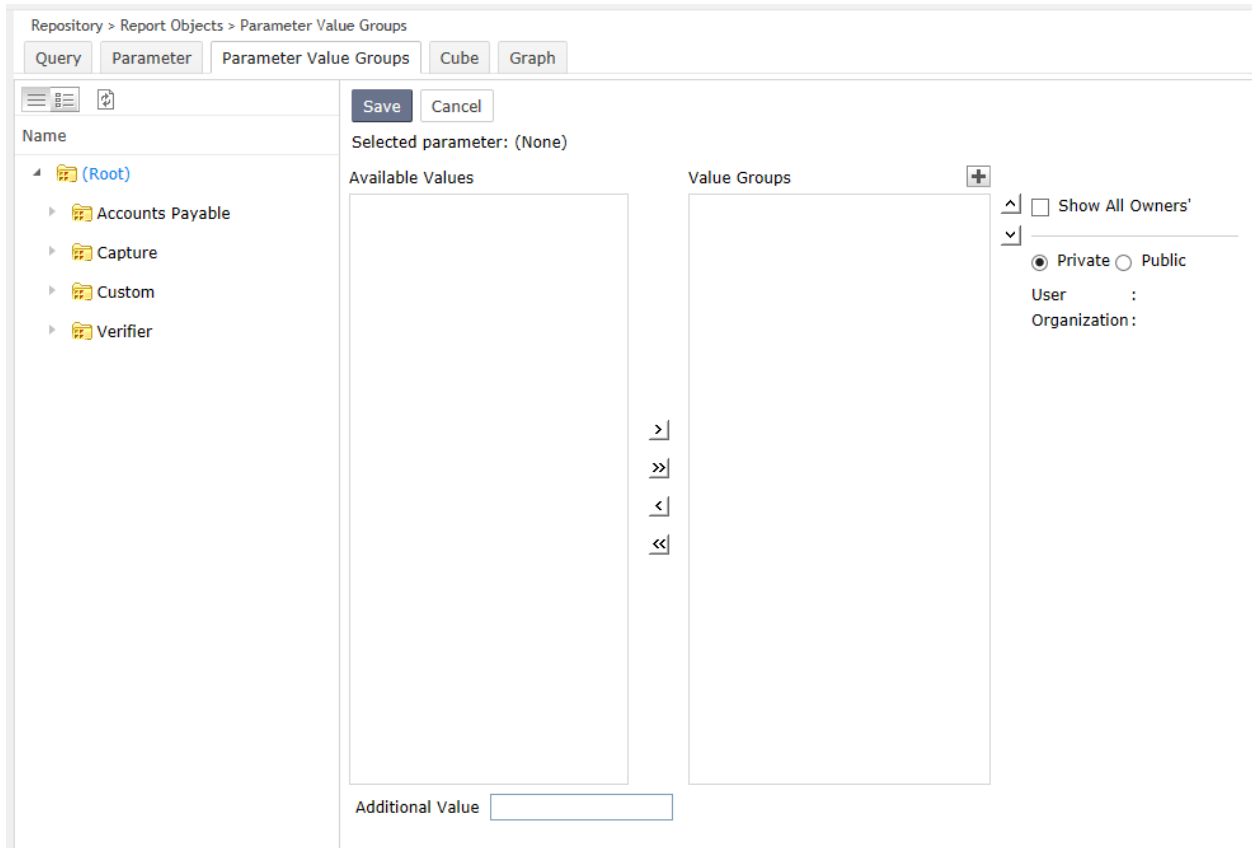 Repository > Report Objects > Parameter Value Groups
Query Parameter Parameter Value Groups Cube Graph
Save Cancel
Name
Selected parameter: (None)
(Root)
Available Values
Value Groups
Accounts Payable
Show All Owners'
Capture
Private Public
Custom
User :
Organization :
Verifier
>
>>
<
<<
Additional Value